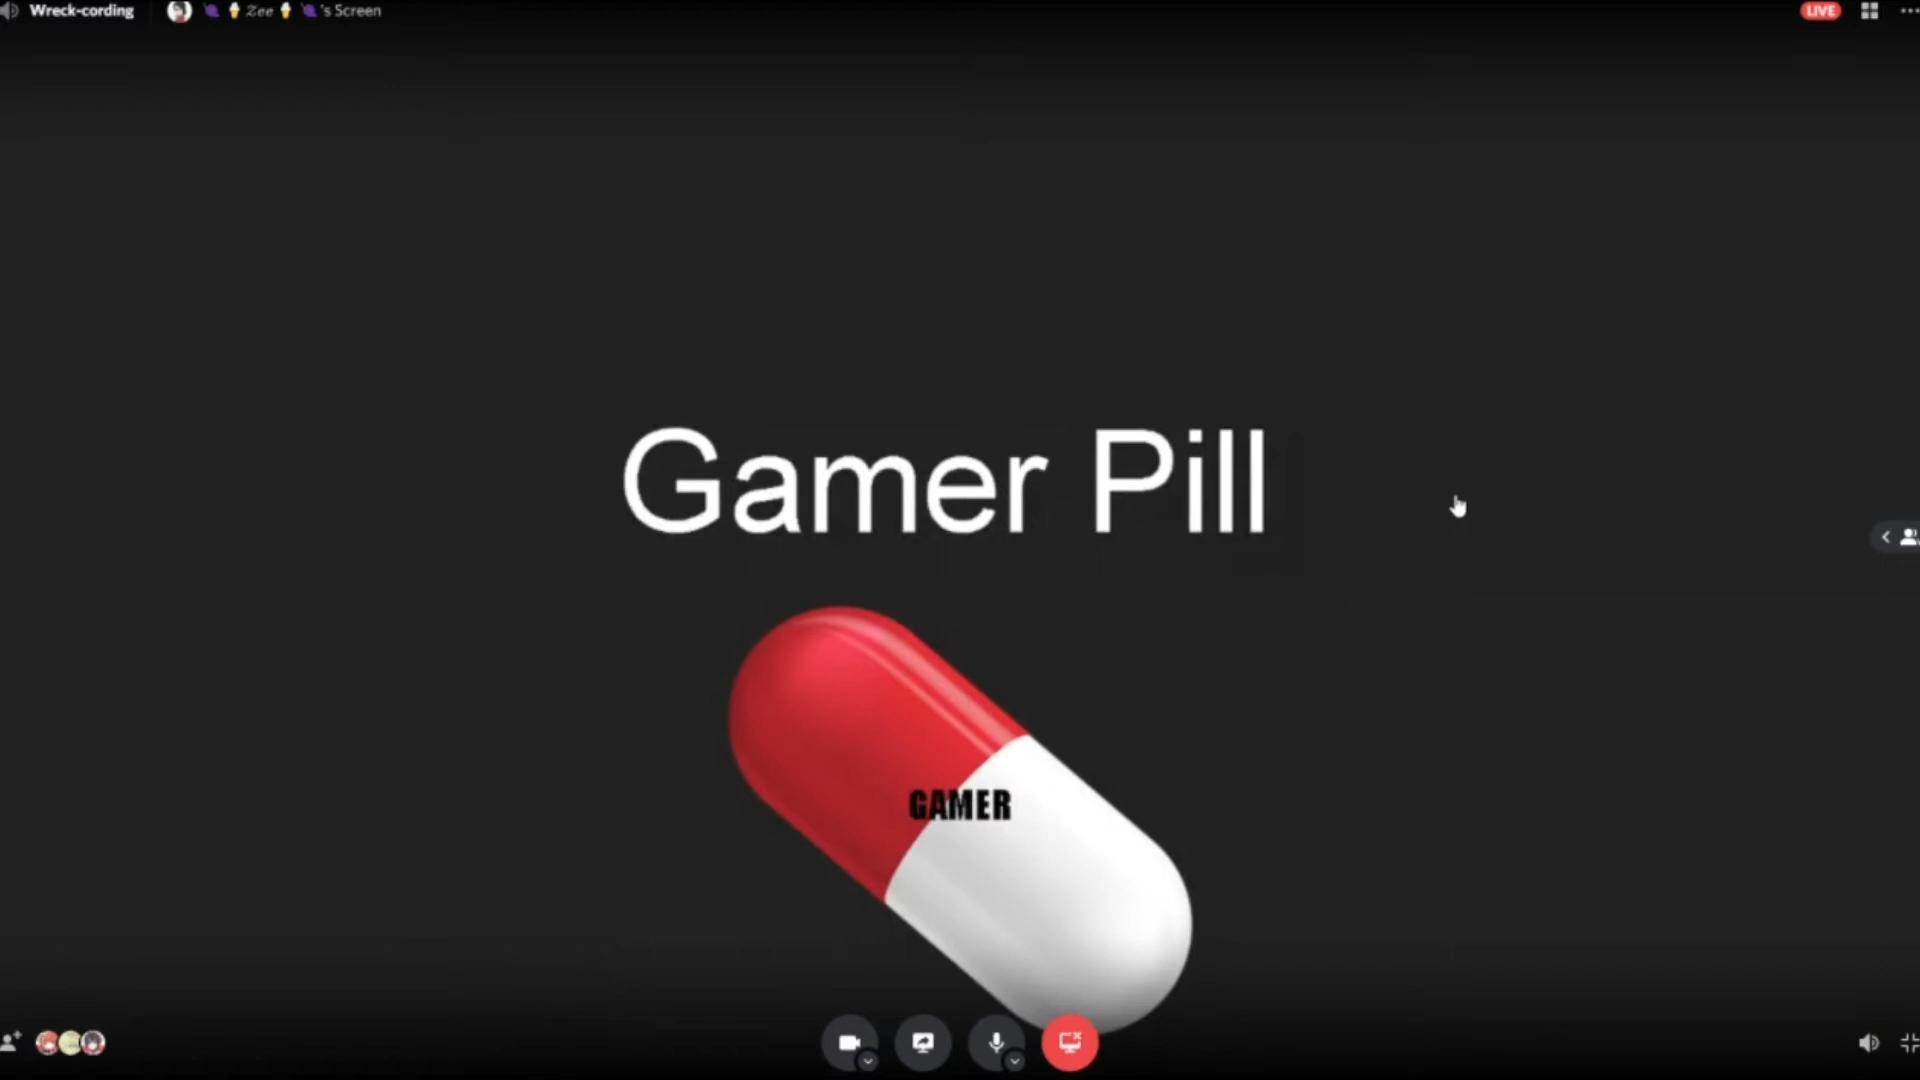 Wreck-cording
𝒵𝑒𝑒 's Screen
LIVE
Gamer Pill
GAMER